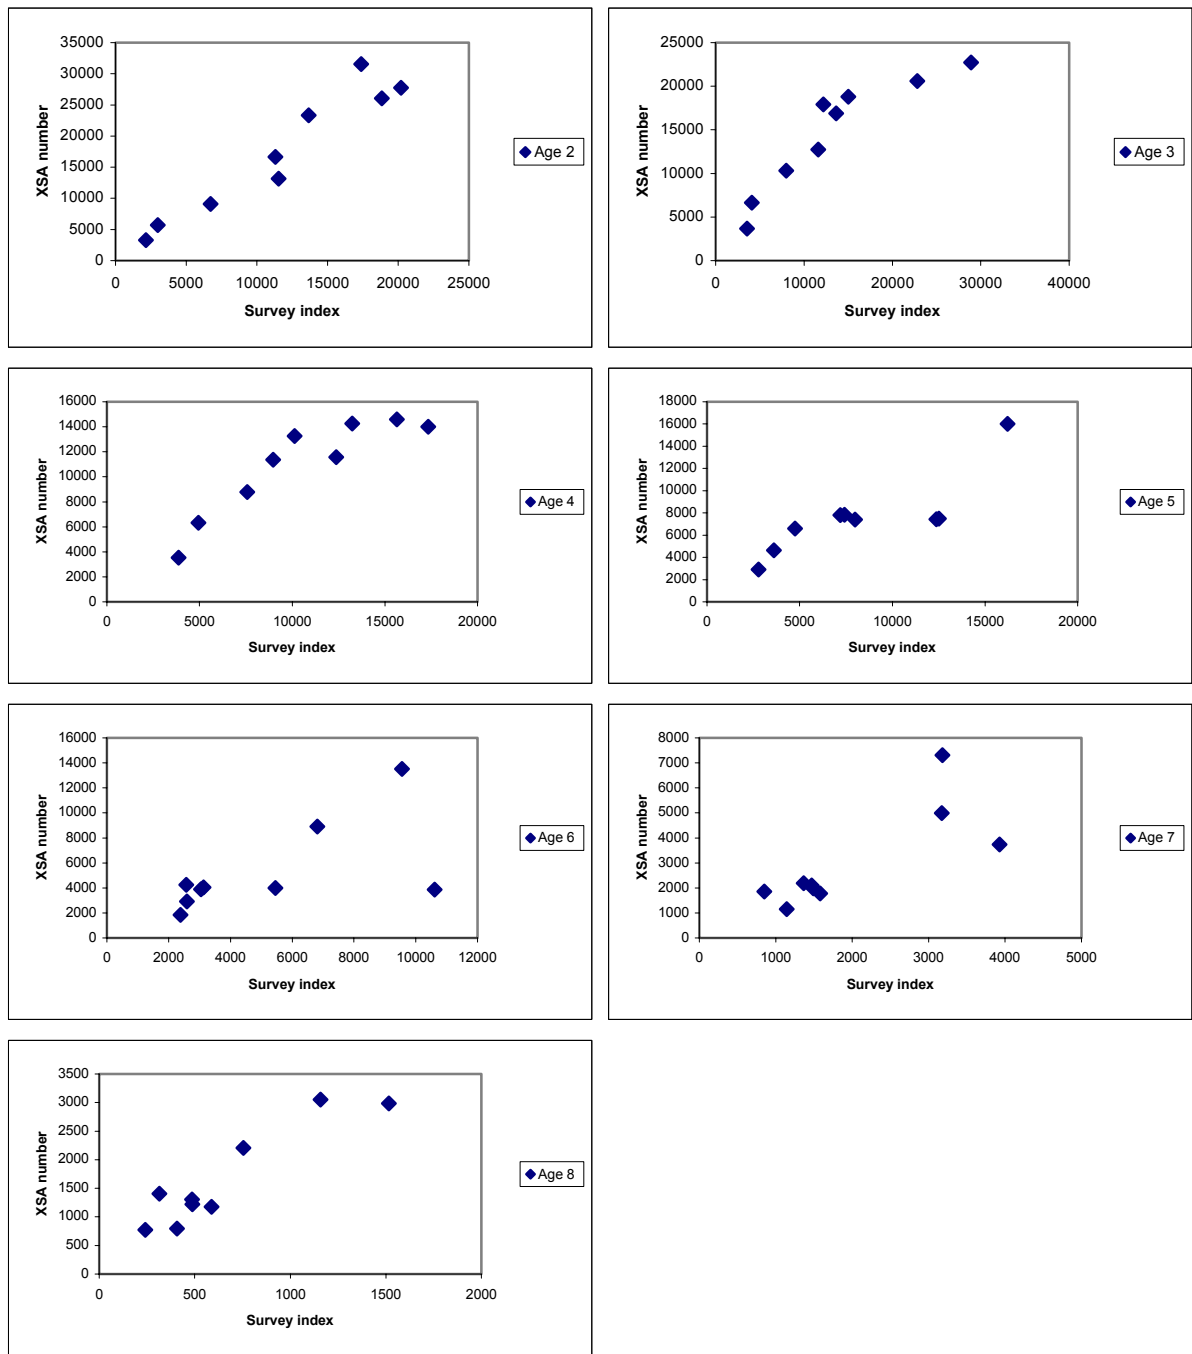 35000
30000
25000
20000
15000
10000
5000
0
XSA number
0 5000 10000 15000 20000 25000
Survey index
Age 2
25000
20000
15000
10000
5000
0
XSA number
0 10000 20000 30000 40000
Survey index
Age 3
16000
14000
12000
10000
8000
6000
4000
2000
0
XSA number
0 5000 10000 15000 20000
Survey index
Age 4
18000
16000
14000
12000
10000
8000
6000
4000
2000
0
XSA number
0 5000 10000 15000 20000
Survey index
Age 5
16000
14000
12000
10000
8000
6000
4000
2000
0
XSA number
0 2000 4000 6000 8000 10000 12000
Survey index
Age 6
8000
7000
6000
5000
4000
3000
2000
1000
0
XSA number
0 1000 2000 3000 4000 5000
Survey index
Age 7
3500
3000
2500
2000
1500
1000
500
0
XSA number
0 500 1000 1500 2000
Survey index
Age 8